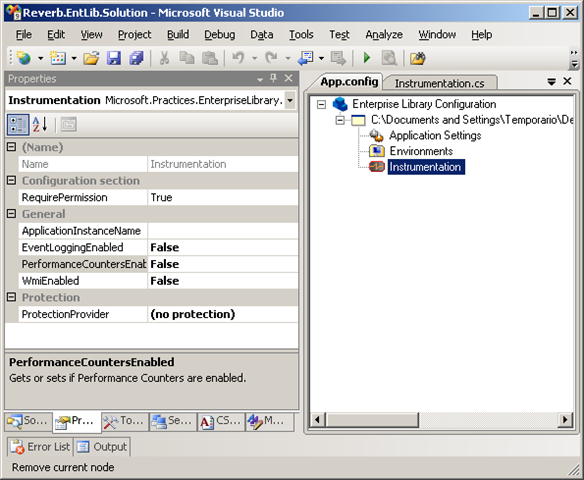 Reverb.EntLib.Solution - Microsoft Visual Studio
File Edit View Project Build Debug Data Tools
Test Analyze Window Help
Properties
Instrumentation Microsoft.Practices.EnterpriseLibrary.
(Name)
Name Instrumentation
Configuration section
RequirePermission True
General
ApplicationInstanceName
EventLoggingEnabled False
PerformanceCountersEnab False
WmiEnabled False
Protection
ProtectionProvider (no protection)
PerformanceCountersEnabled
Gets or sets if Performance Counters are enabled.
So... Pr... To... Se... CS... M...
App.config Instrumentation.cs
Enterprise Library Configuration
C:\Documents and Settings\Temporario\De
Application Settings
Environments
Instrumentation
Error List Output
Remove current node